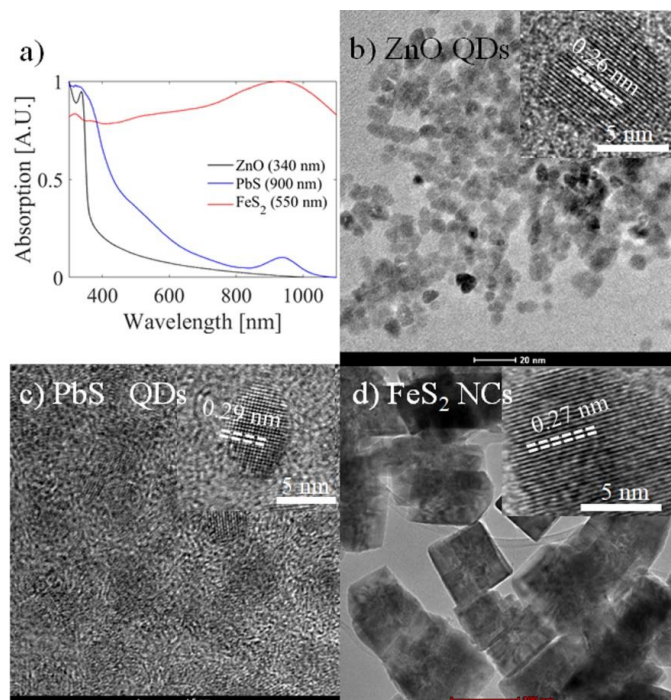 a)
1
0.5
0
Absorption [A.U.]
ZnO (340 nm)
PbS (900 nm)
FeS₂ (550 nm)
400 600 800 1000
Wavelength [nm]
b) ZnO QDs
0.26 nm
5 nm
20 nm
c) PbS QDs
0.29 nm
5 nm
d) FeS₂ NCs
0.27 nm
5 nm